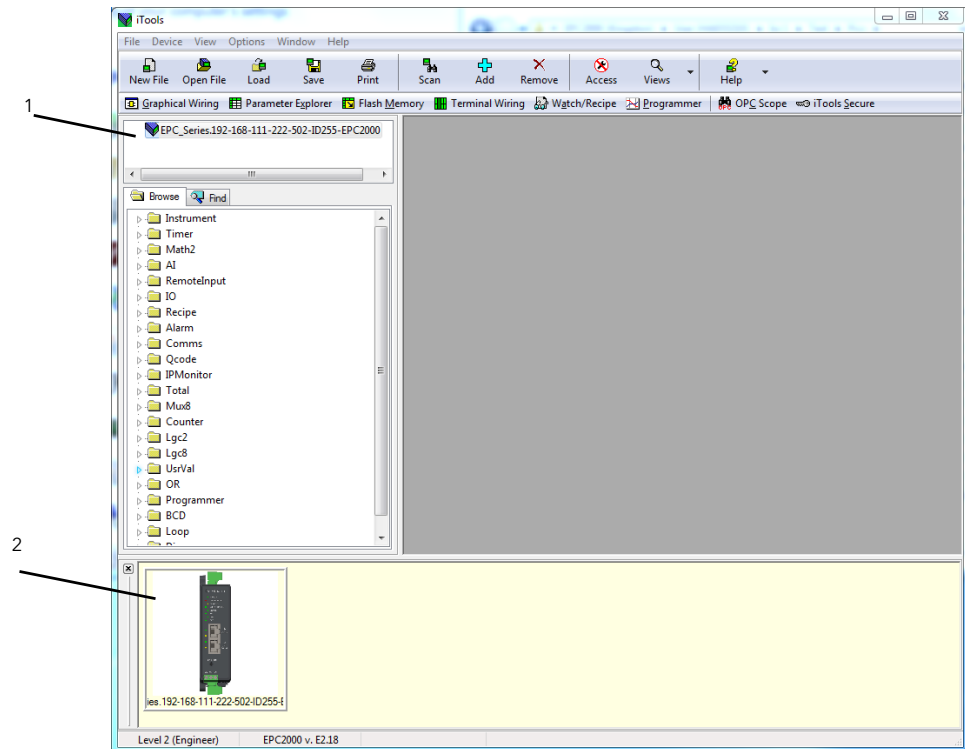 iTools
File Device View Options Window Help
New File Open File Load Save Print Scan Add Remove Access Views Help
Graphical Wiring Parameter Explorer Flash Memory Terminal Wiring Watch/Recipe Programmer OPC Scope iTools Secure
1
EPC_Series.192-168-111-222-502-ID255-EPC2000
Browse Find
Instrument
Timer
Math2
AI
RemoteInput
IO
Recipe
Alarm
Comms
Qcode
IPMonitor
Total
Mux8
Counter
Lgc2
Lgc8
UsrVal
OR
Programmer
BCD
Loop
2
ies.192-168-111-222-502-ID255-E
Level 2 (Engineer) EPC2000 v. E2.18